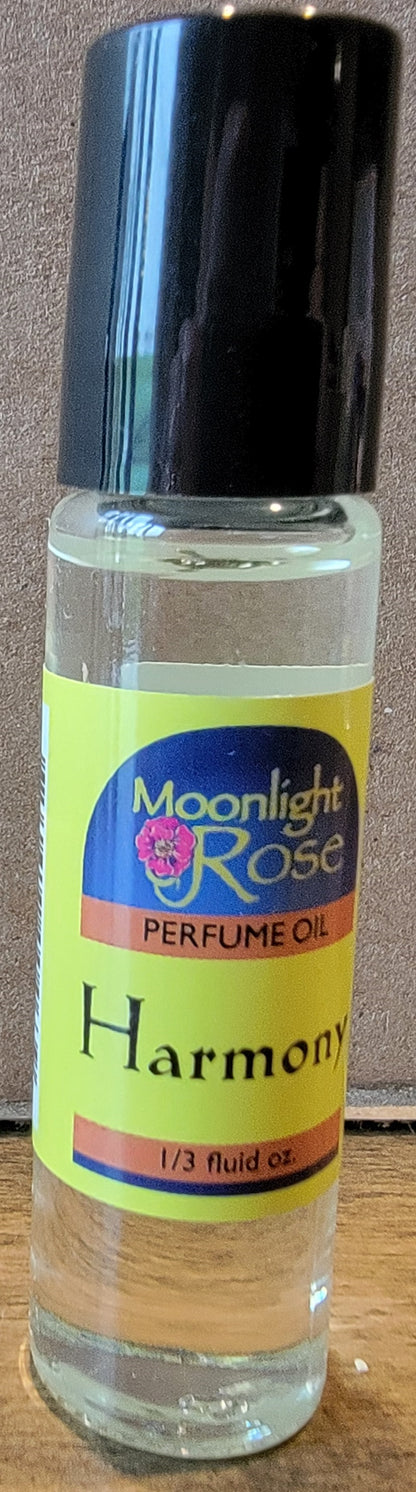 Moonlight
Rose
PERFUME OIL
Harmony
1/3 fluid oz.